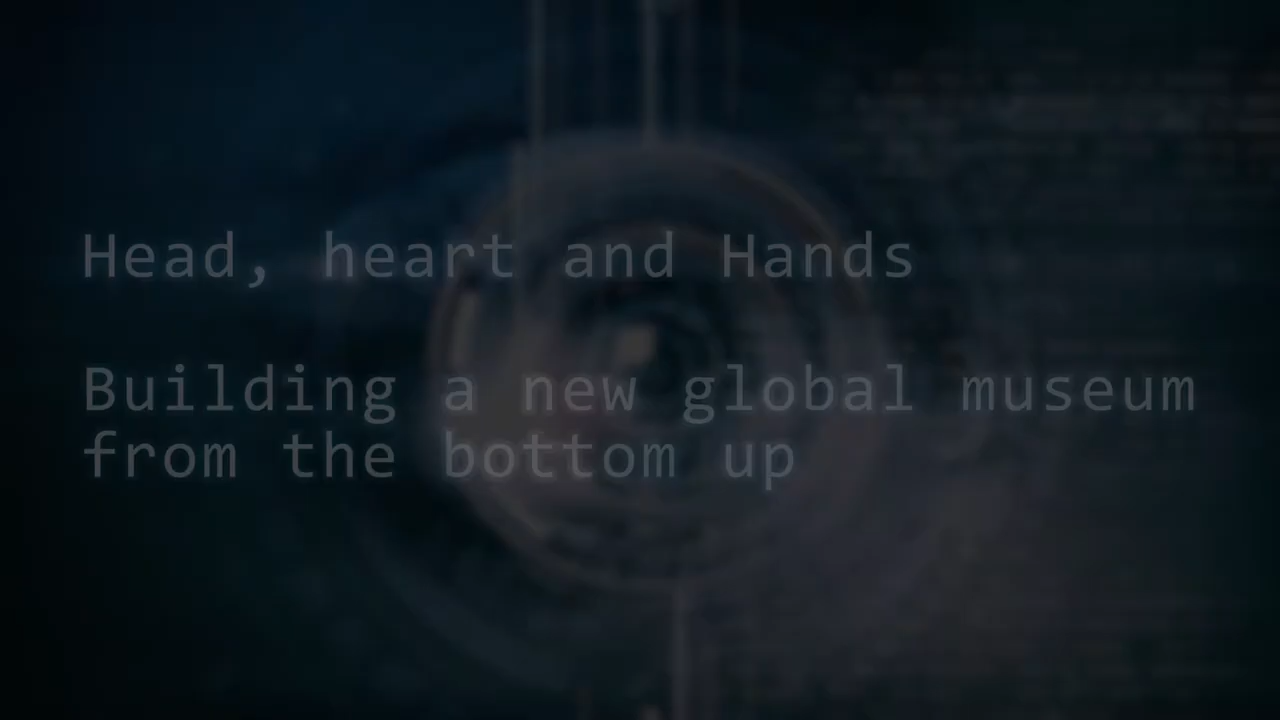 Head, heart and Hands
Building a new global museum
from the bottom up